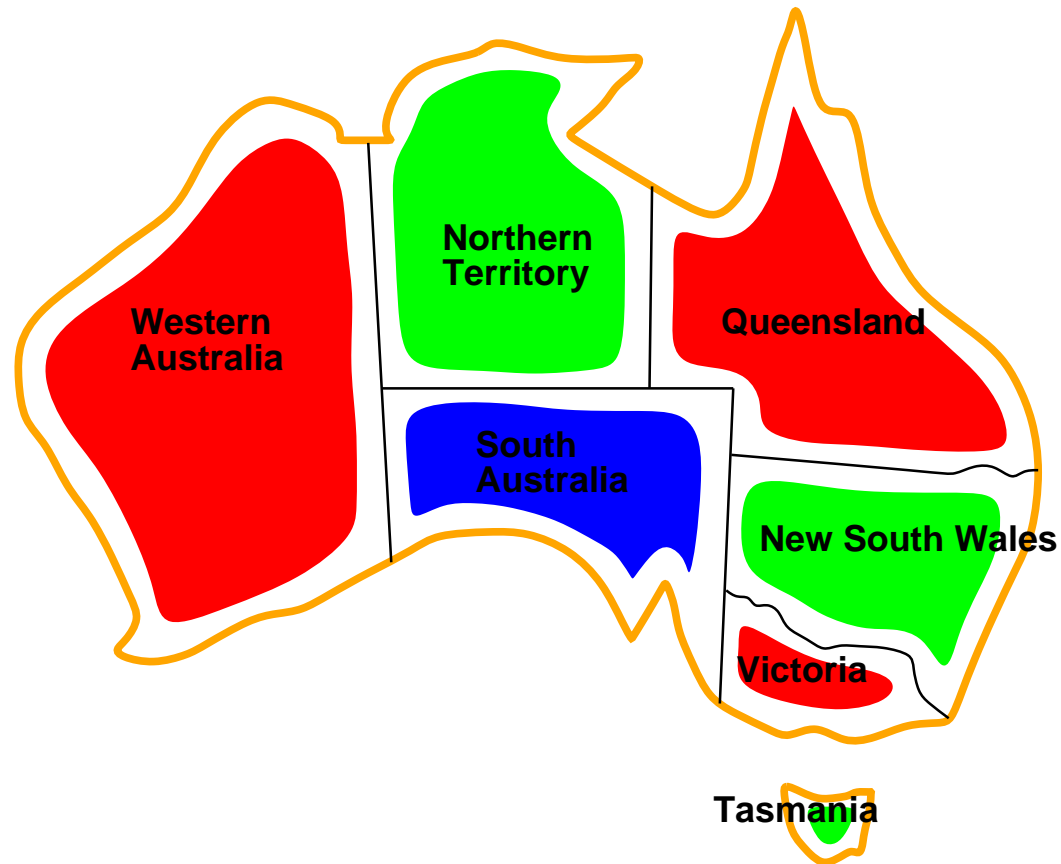 Northern
Territory
Western
Australia
Queensland
South
Australia
New South Wales
Victoria
Tasmania